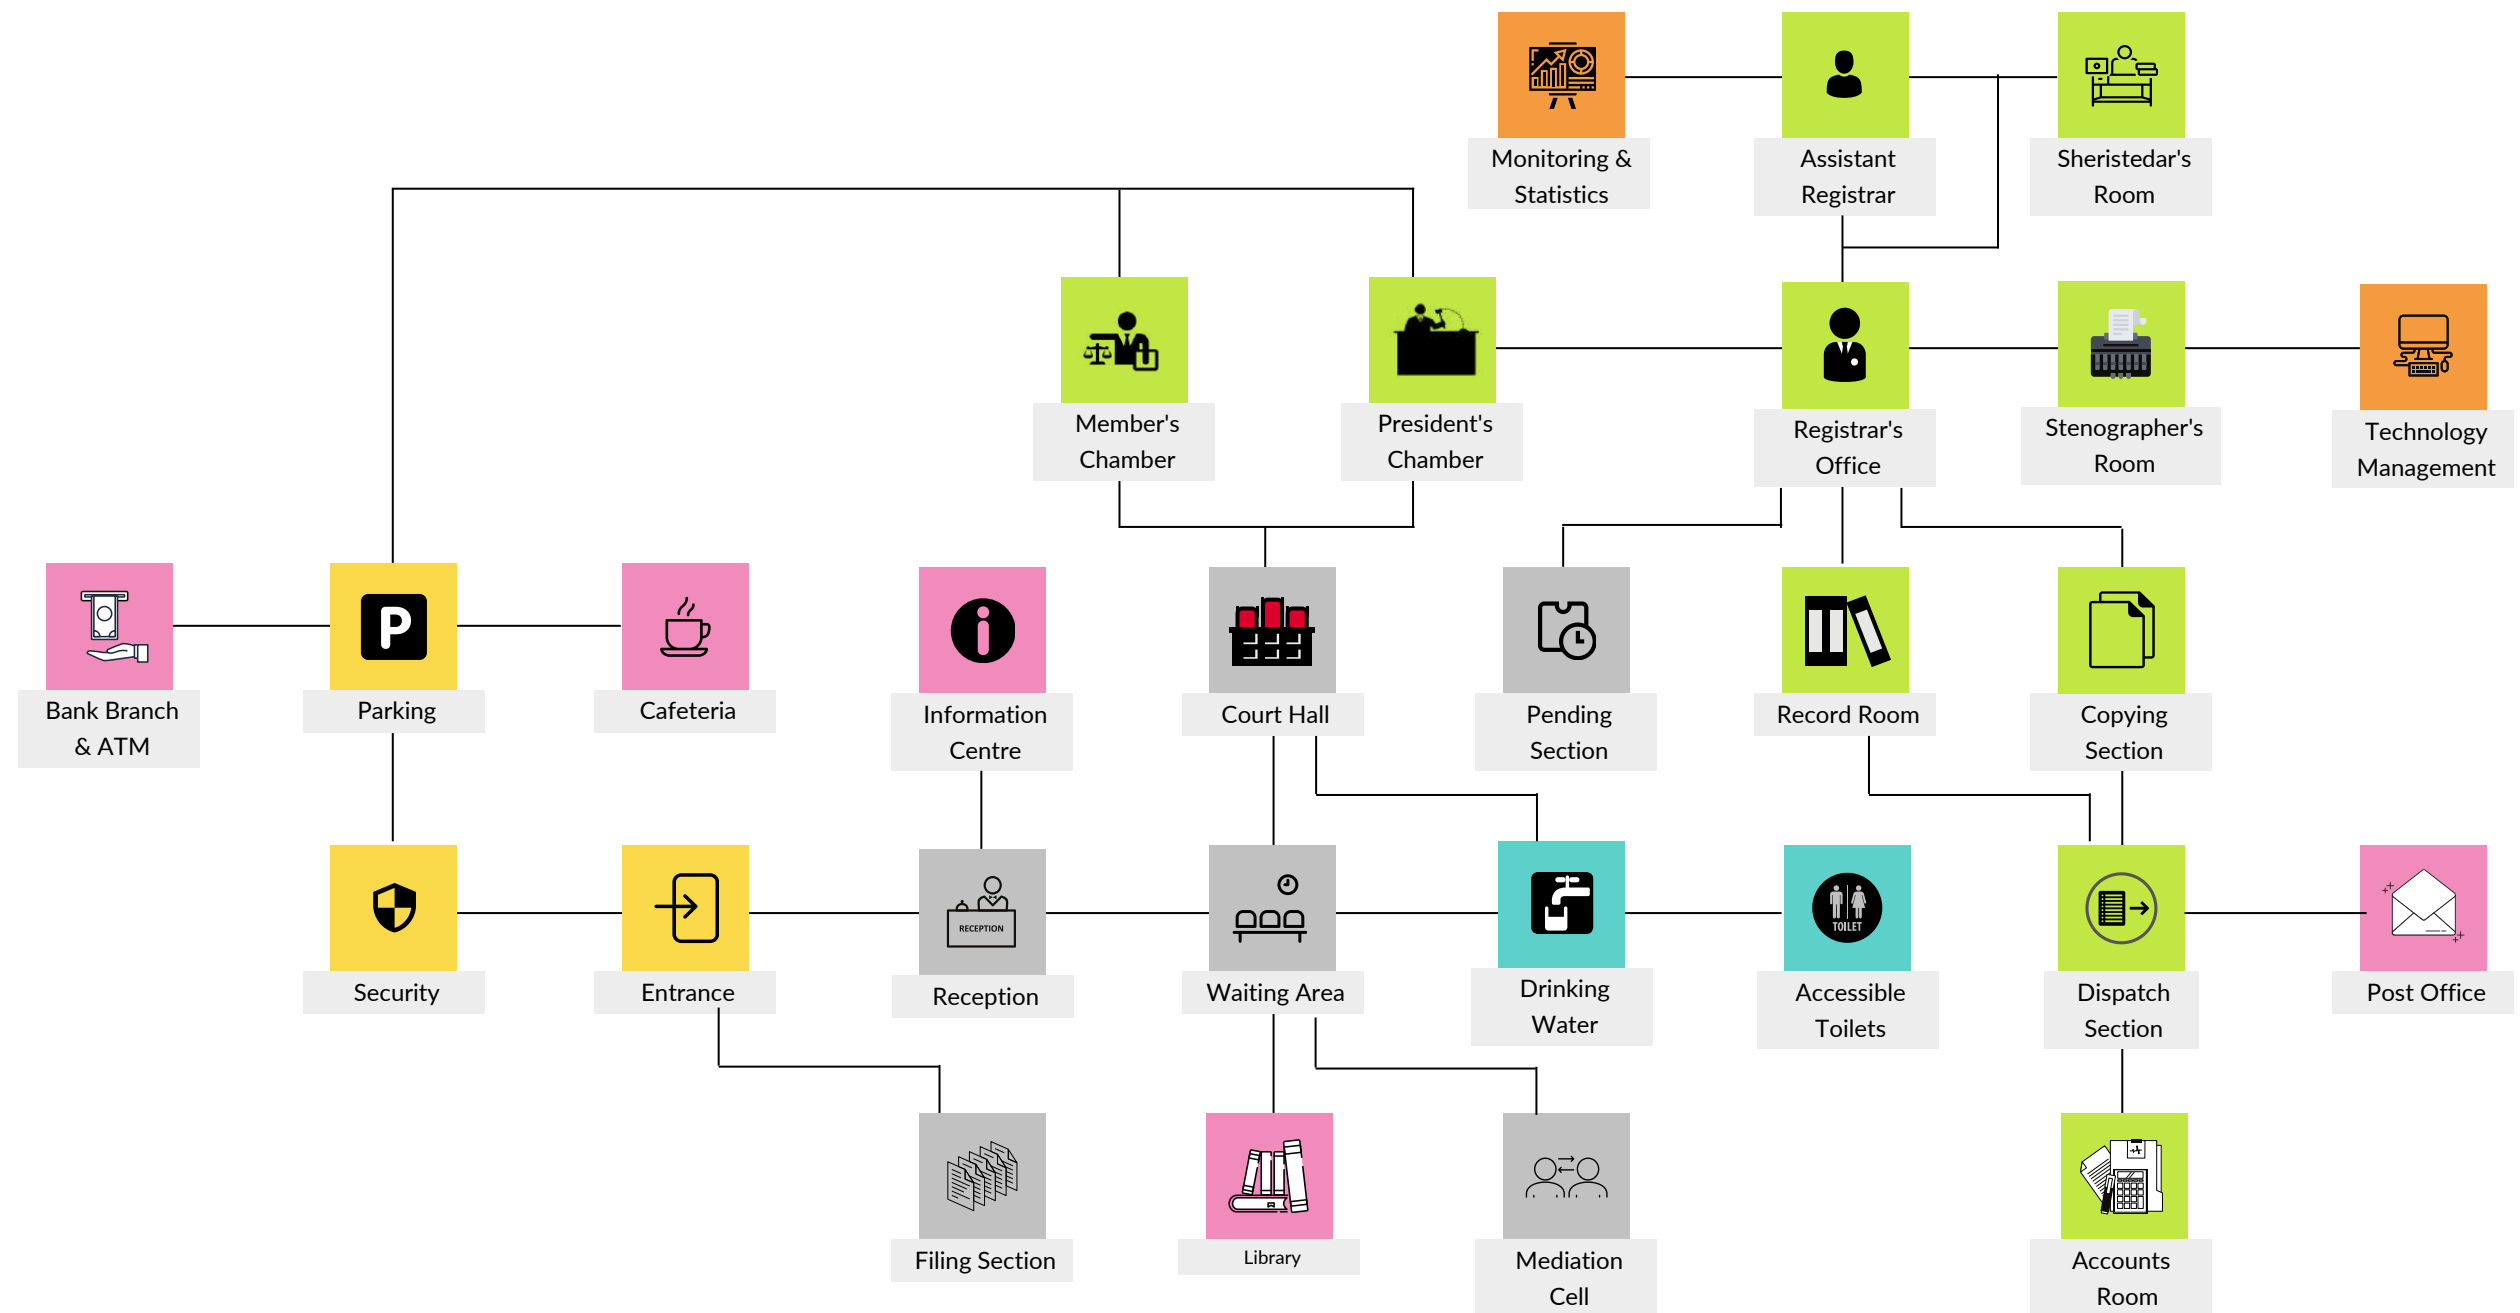 Monitoring &
Statistics
Assistant
Registrar
Sheristedar's
Room
Member's
Chamber
President's
Chamber
Registrar's
Office
Stenographer's
Room
Technology
Management
P
Bank Branch
& ATM
Parking
Cafeteria
Information
Centre
Court Hall
Pending
Section
Record Room
Copying
Section
RECEPTION
TOILET
Security
Entrance
Reception
Waiting Area
Drinking
Water
Accessible
Toilets
Dispatch
Section
Post Office
Filing Section
Library
Mediation
Cell
Accounts
Room